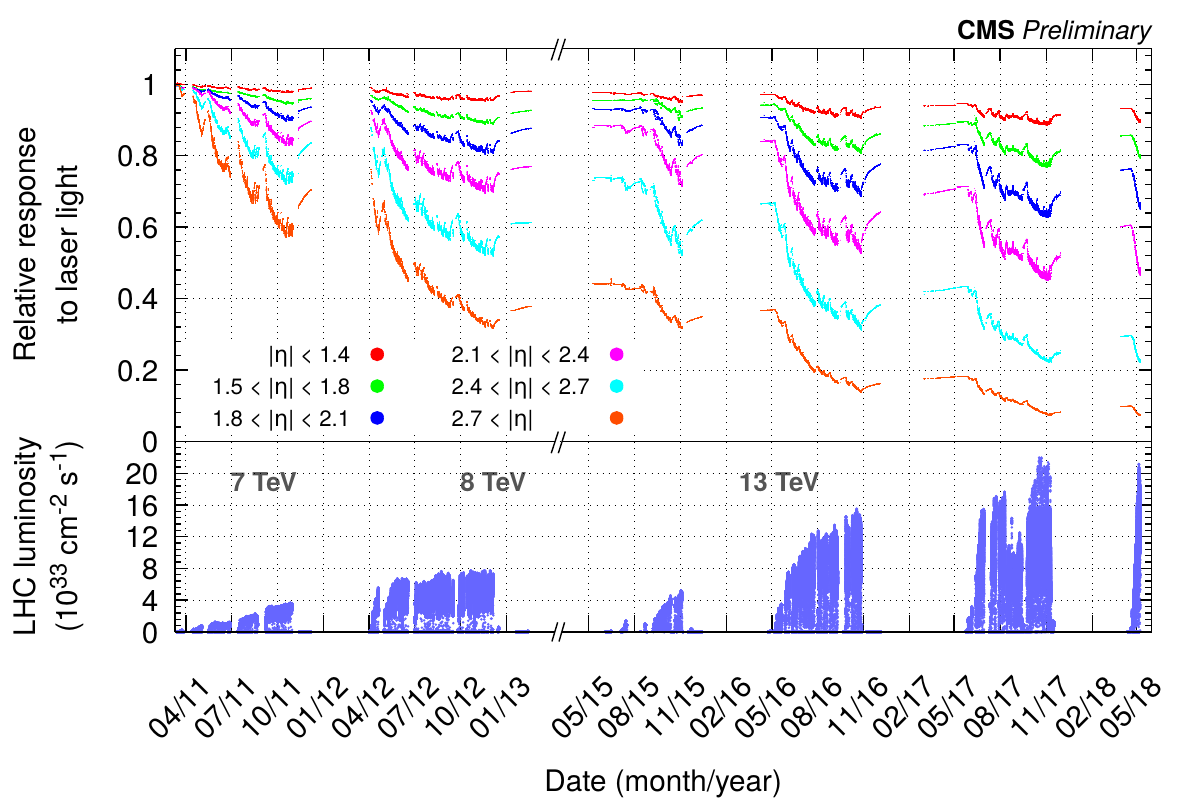 CMS Preliminary
Relative response
to laser light
1
0.8
0.6
0.4
0.2
0
|η| < 1.4
1.5 < |η| < 1.8
1.8 < |η| < 2.1
2.1 < |η| < 2.4
2.4 < |η| < 2.7
2.7 < |η|
LHC luminosity
(10³³ cm⁻² s⁻¹)
20
16
12
8
4
0
7 TeV
8 TeV
13 TeV
04/11 07/11 10/11 01/12 04/12 07/12 10/12 01/13 05/15 08/15 11/15 02/16 05/16 08/16 11/16 02/17 05/17 08/17 11/17 02/18 05/18
Date (month/year)